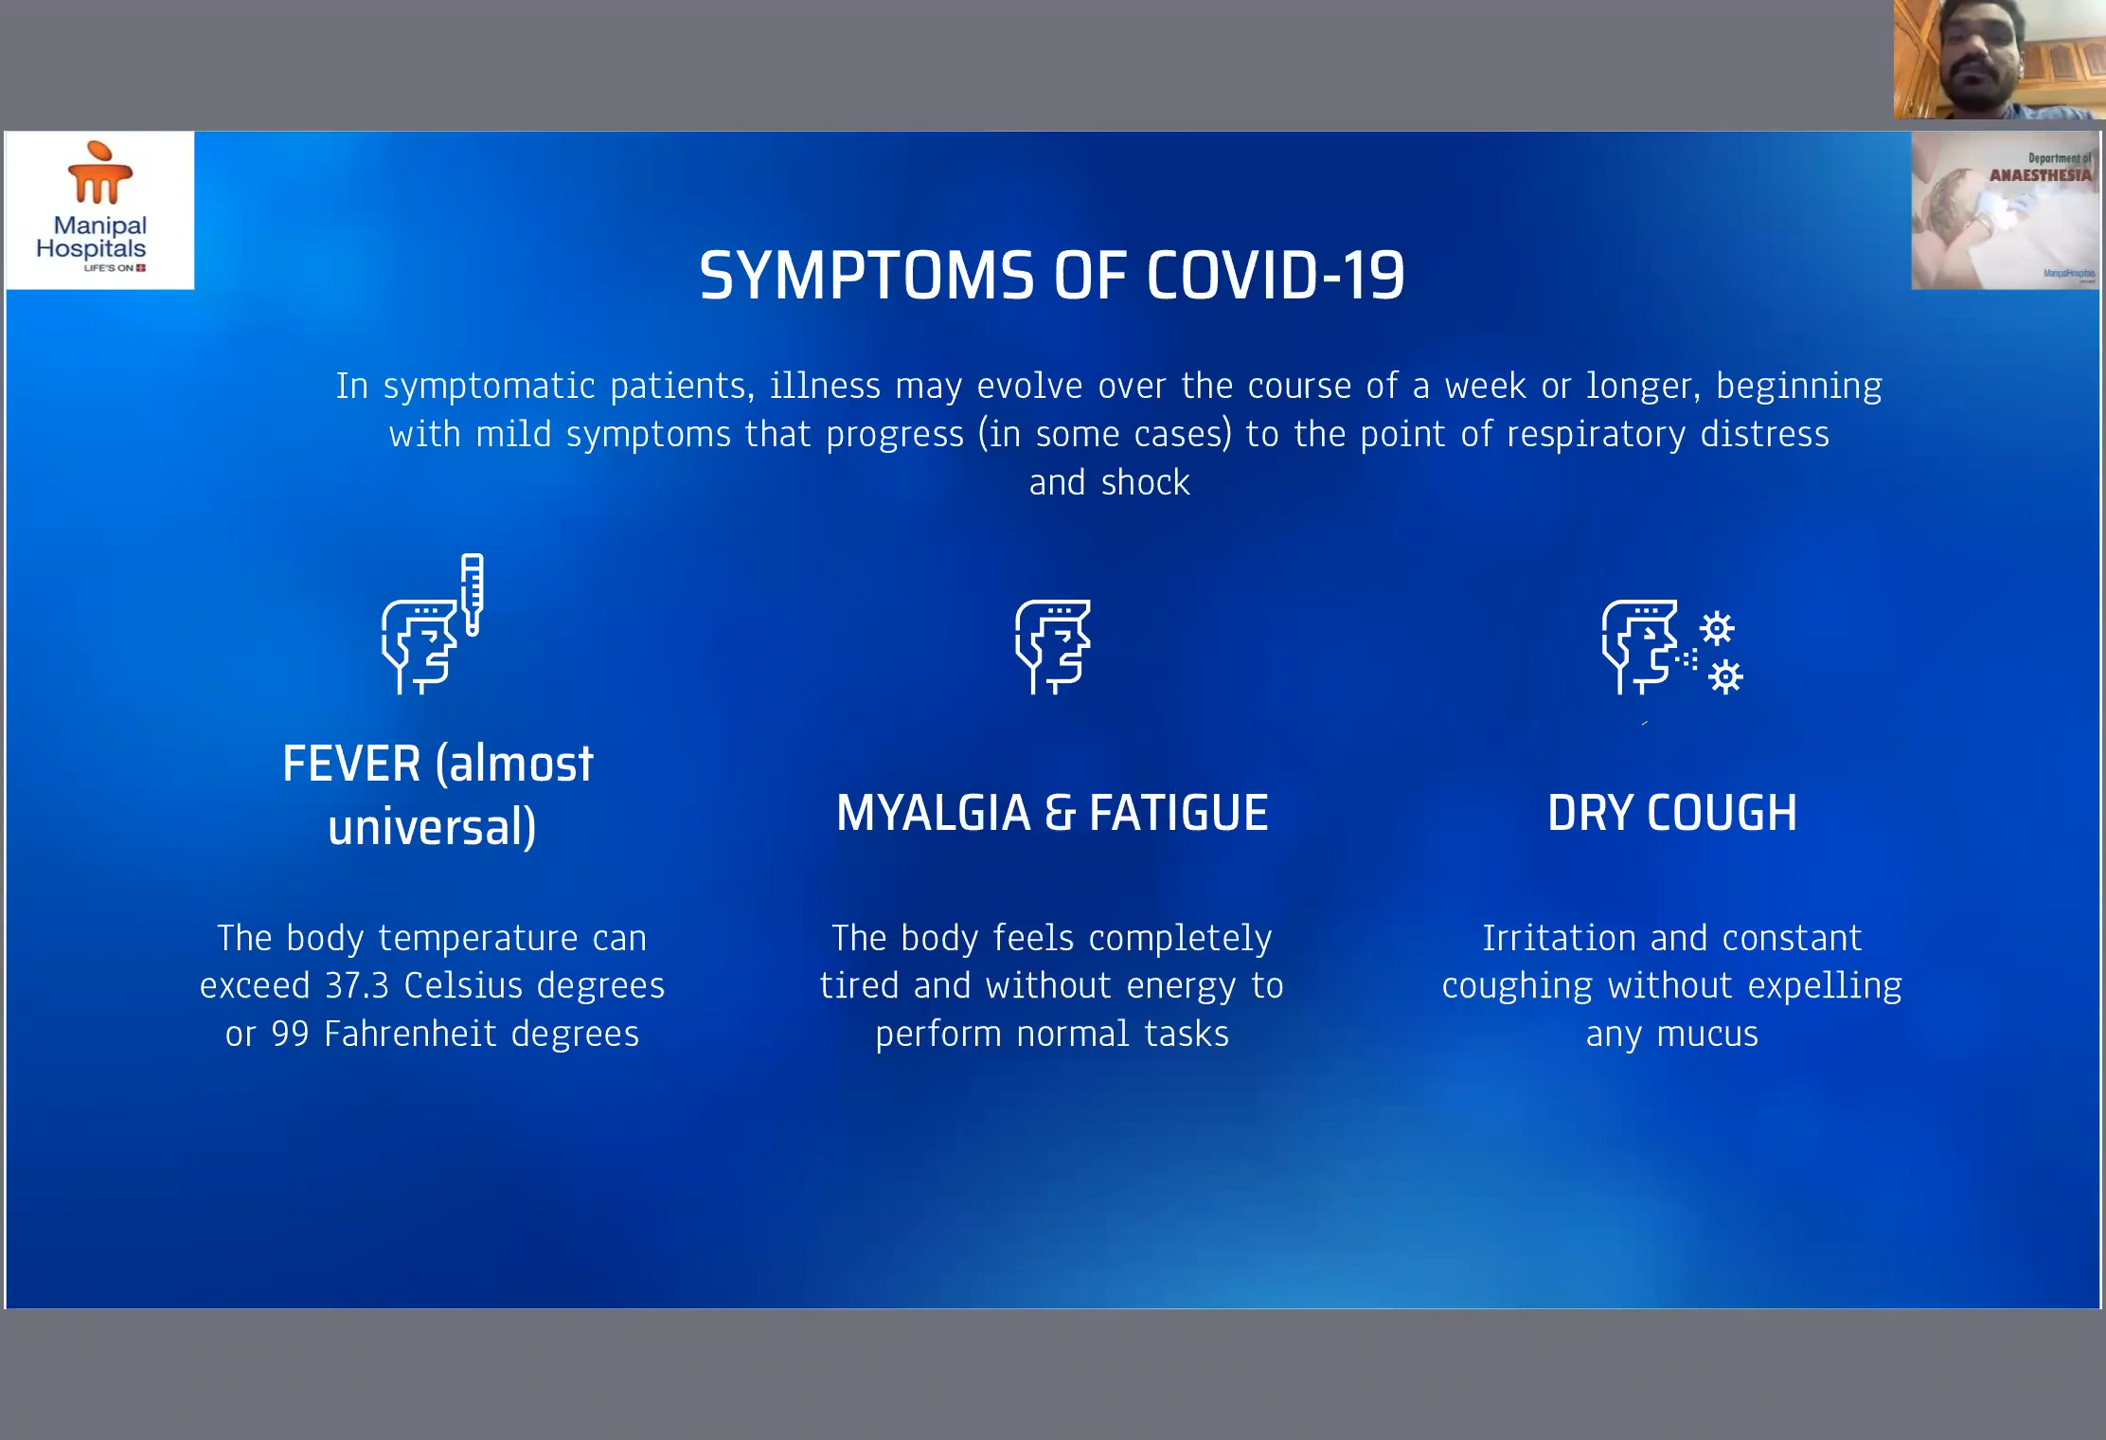 Manipal
Hospitals
LIFE'S ON
Department of
ANAESTHESIA
ManipalHospitals
SYMPTOMS OF COVID-19
In symptomatic patients, illness may evolve over the course of a week or longer, beginning
with mild symptoms that progress (in some cases) to the point of respiratory distress
and shock
FEVER (almost
universal)
The body temperature can
exceed 37.3 Celsius degrees
or 99 Fahrenheit degrees
MYALGIA & FATIGUE
The body feels completely
tired and without energy to
perform normal tasks
DRY COUGH
Irritation and constant
coughing without expelling
any mucus